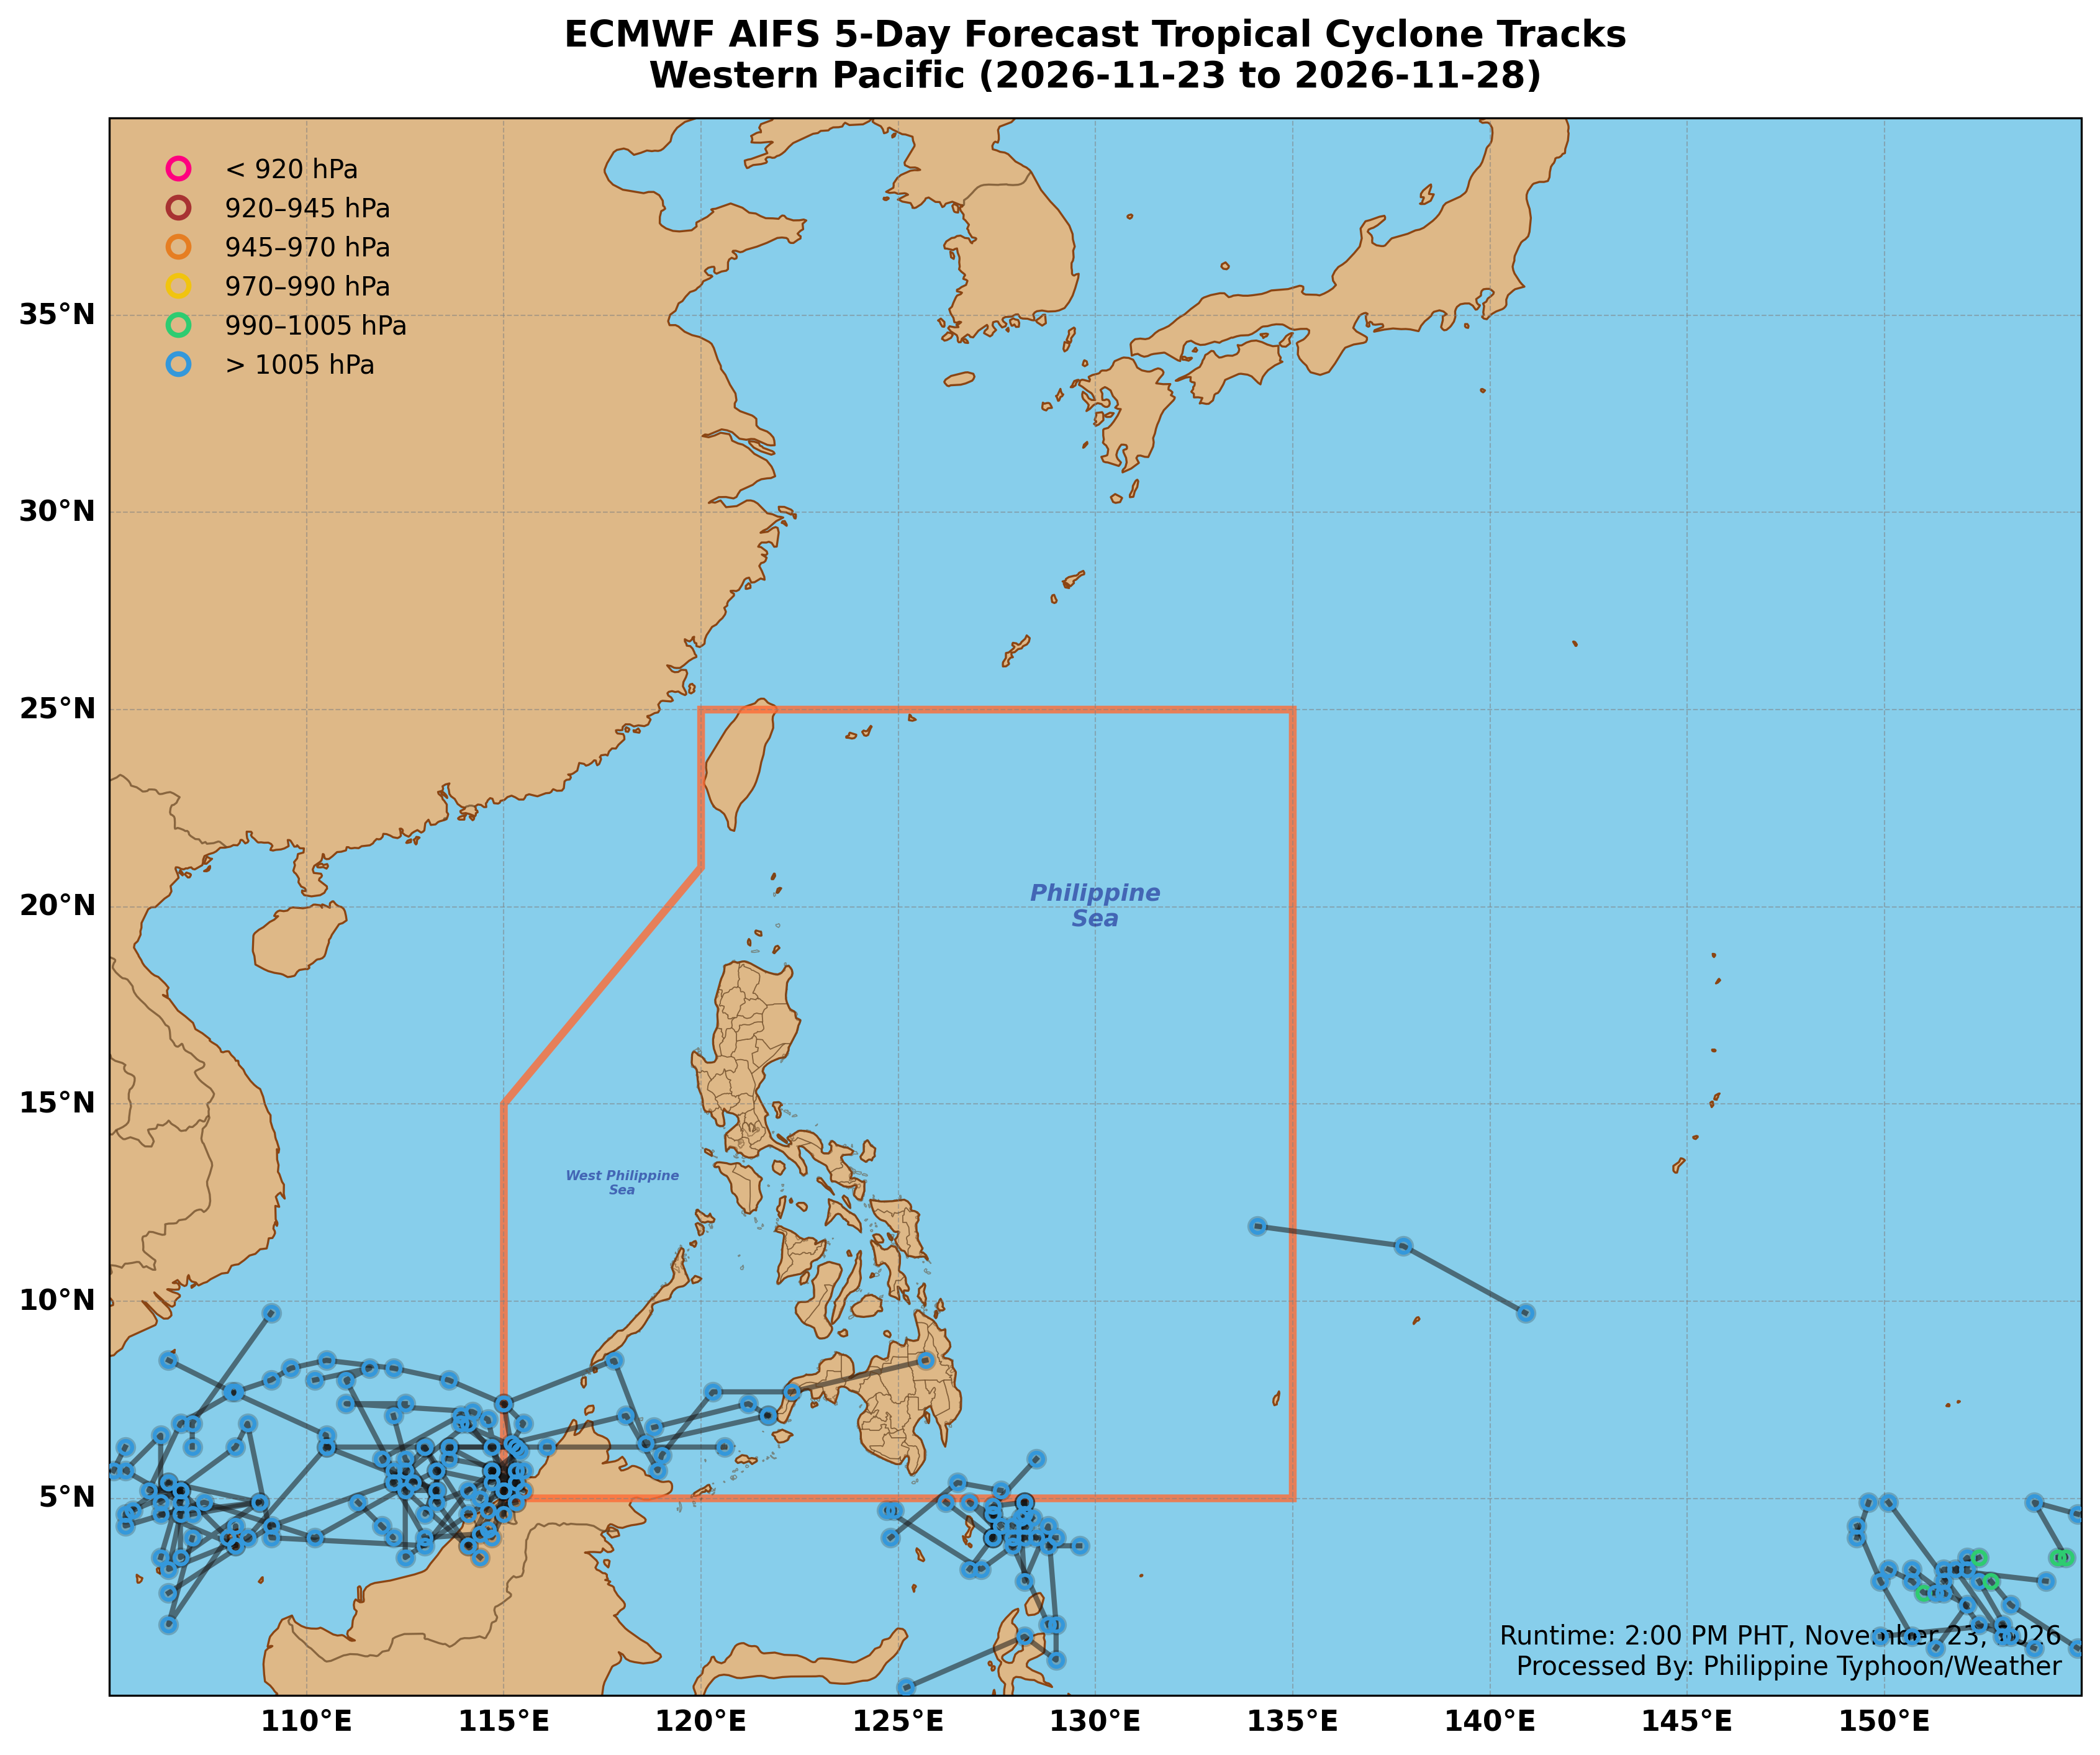 ECMWF AIFS 5-Day Forecast Tropical Cyclone Tracks
Western Pacific (2026-11-23 to 2026-11-28)
< 920 hPa
920–945 hPa
945–970 hPa
970–990 hPa
990–1005 hPa
> 1005 hPa
35°N
30°N
25°N
20°N
15°N
10°N
5°N
Philippine
Sea
West Philippine
Sea
Runtime: 2:00 PM PHT, November 23, 2026
Processed By: Philippine Typhoon/Weather
110°E
115°E
120°E
125°E
130°E
135°E
140°E
145°E
150°E